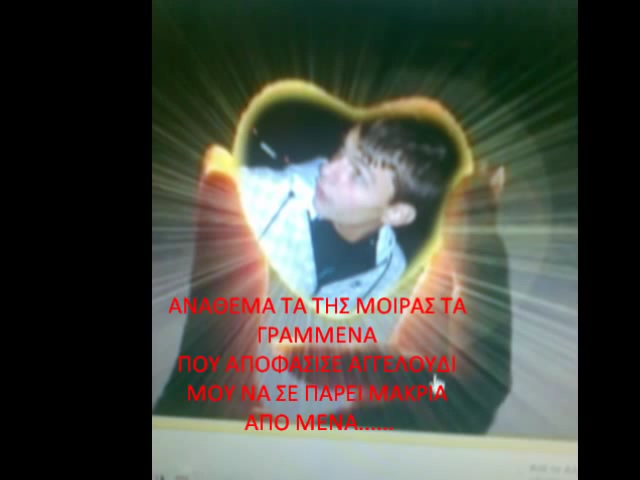 ΑΝΑΘΕΜΑ ΤΑ ΤΗΣ ΜΟΙΡΑΣ ΤΑ
ΓΡΑΜΜΕΝΑ
ΠΟΥ ΑΠΟΦΑΣΙΣΕ ΑΓΓΕΛΟΥΔΙ
ΜΟΥ ΝΑ ΣΕ ΠΑΡΕΙ ΜΑΚΡΙΑ
ΑΠΟ ΜΕΝΑ......